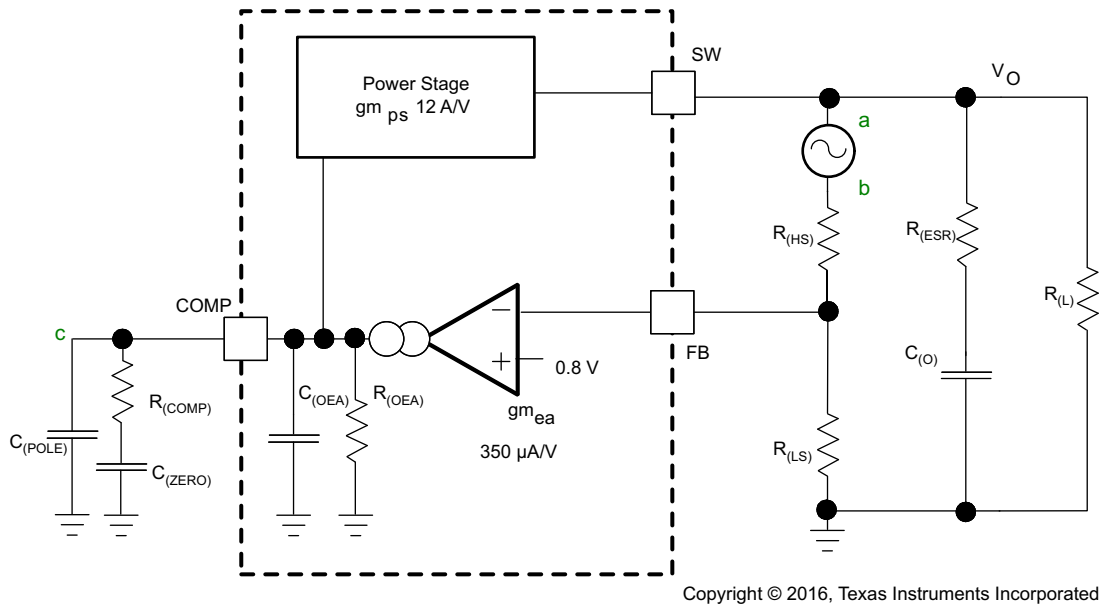 Power Stage
gm ps 12 A/V
SW
V O
a
b
R(HS)
R(ESR)
R(L)
COMP
c
FB
−
+
0.8 V
C(OEA)
R(OEA)
gm ea
350 µA/V
R(COMP)
C(POLE)
C(ZERO)
C(O)
R(LS)
Copyright © 2016, Texas Instruments Incorporated